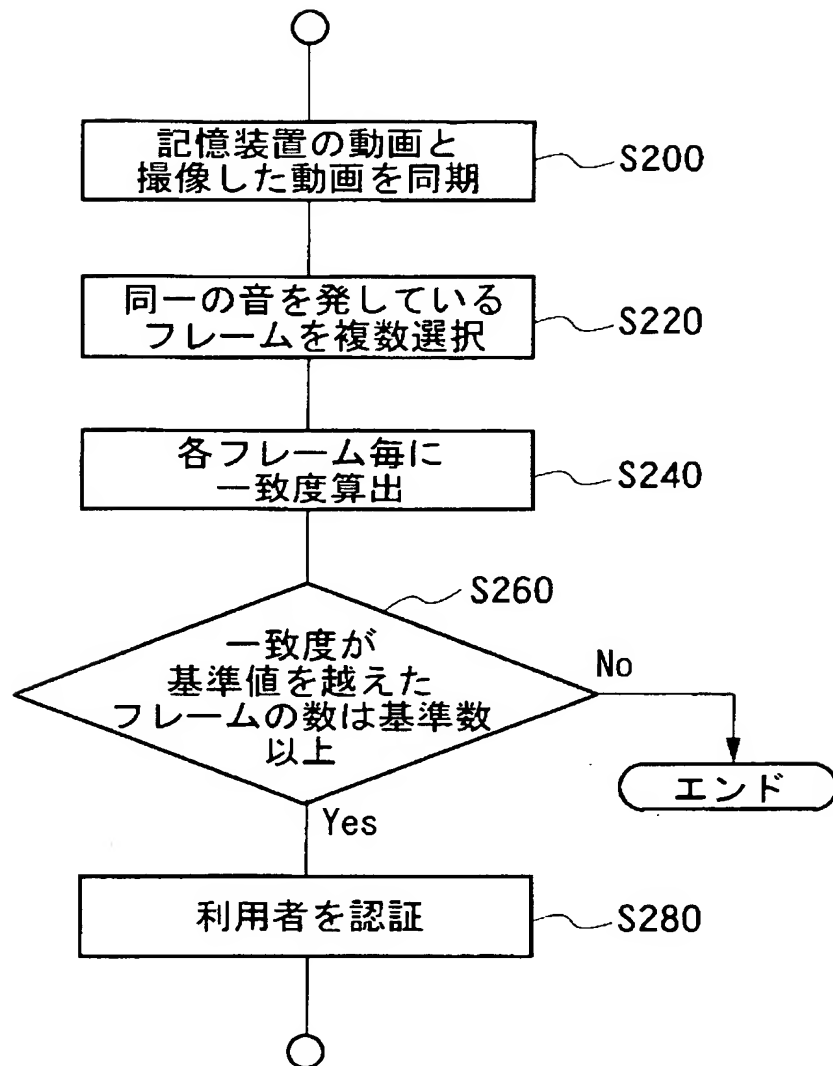 記憶装置の動画と
撮像した動画を同期
S200
同一の音を発している
フレームを複数選択
S220
各フレーム毎に
一致度算出
S240
S260
一致度が
基準値を越えた
フレームの数は基準数
以上
No
エンド
Yes
利用者を認証
S280